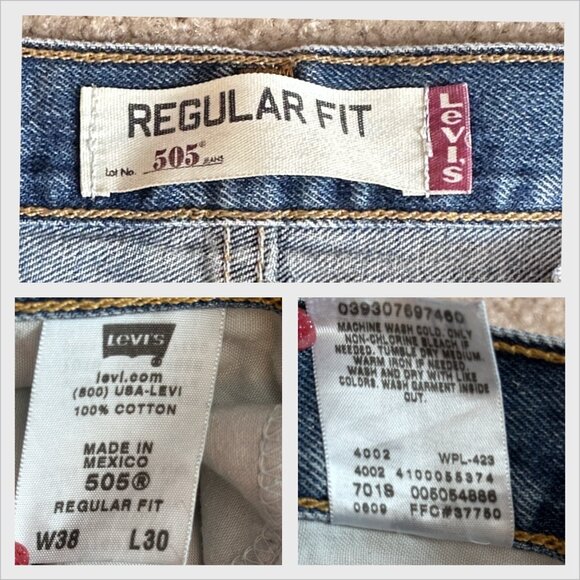 REGULAR FIT
Lot No. 505® JEANS
Levi's
LEVI'S
®
levi.com
(800) USA-LEVI
100% COTTON
MADE IN
MEXICO
505®
REGULAR FIT
W38 L30
039307697460
MACHINE WASH COLD. ONLY
NON-CHLORINE BLEACH IF
NEEDED. TUMBLE DRY MEDIUM.
WARM IRON IF NEEDED.
WASH AND DRY WITH LIKE
COLORS. WASH GARMENT INSIDE
OUT.
4002 WPL-423
4002 4100055374
7018 005054886
0609 FFC#37750